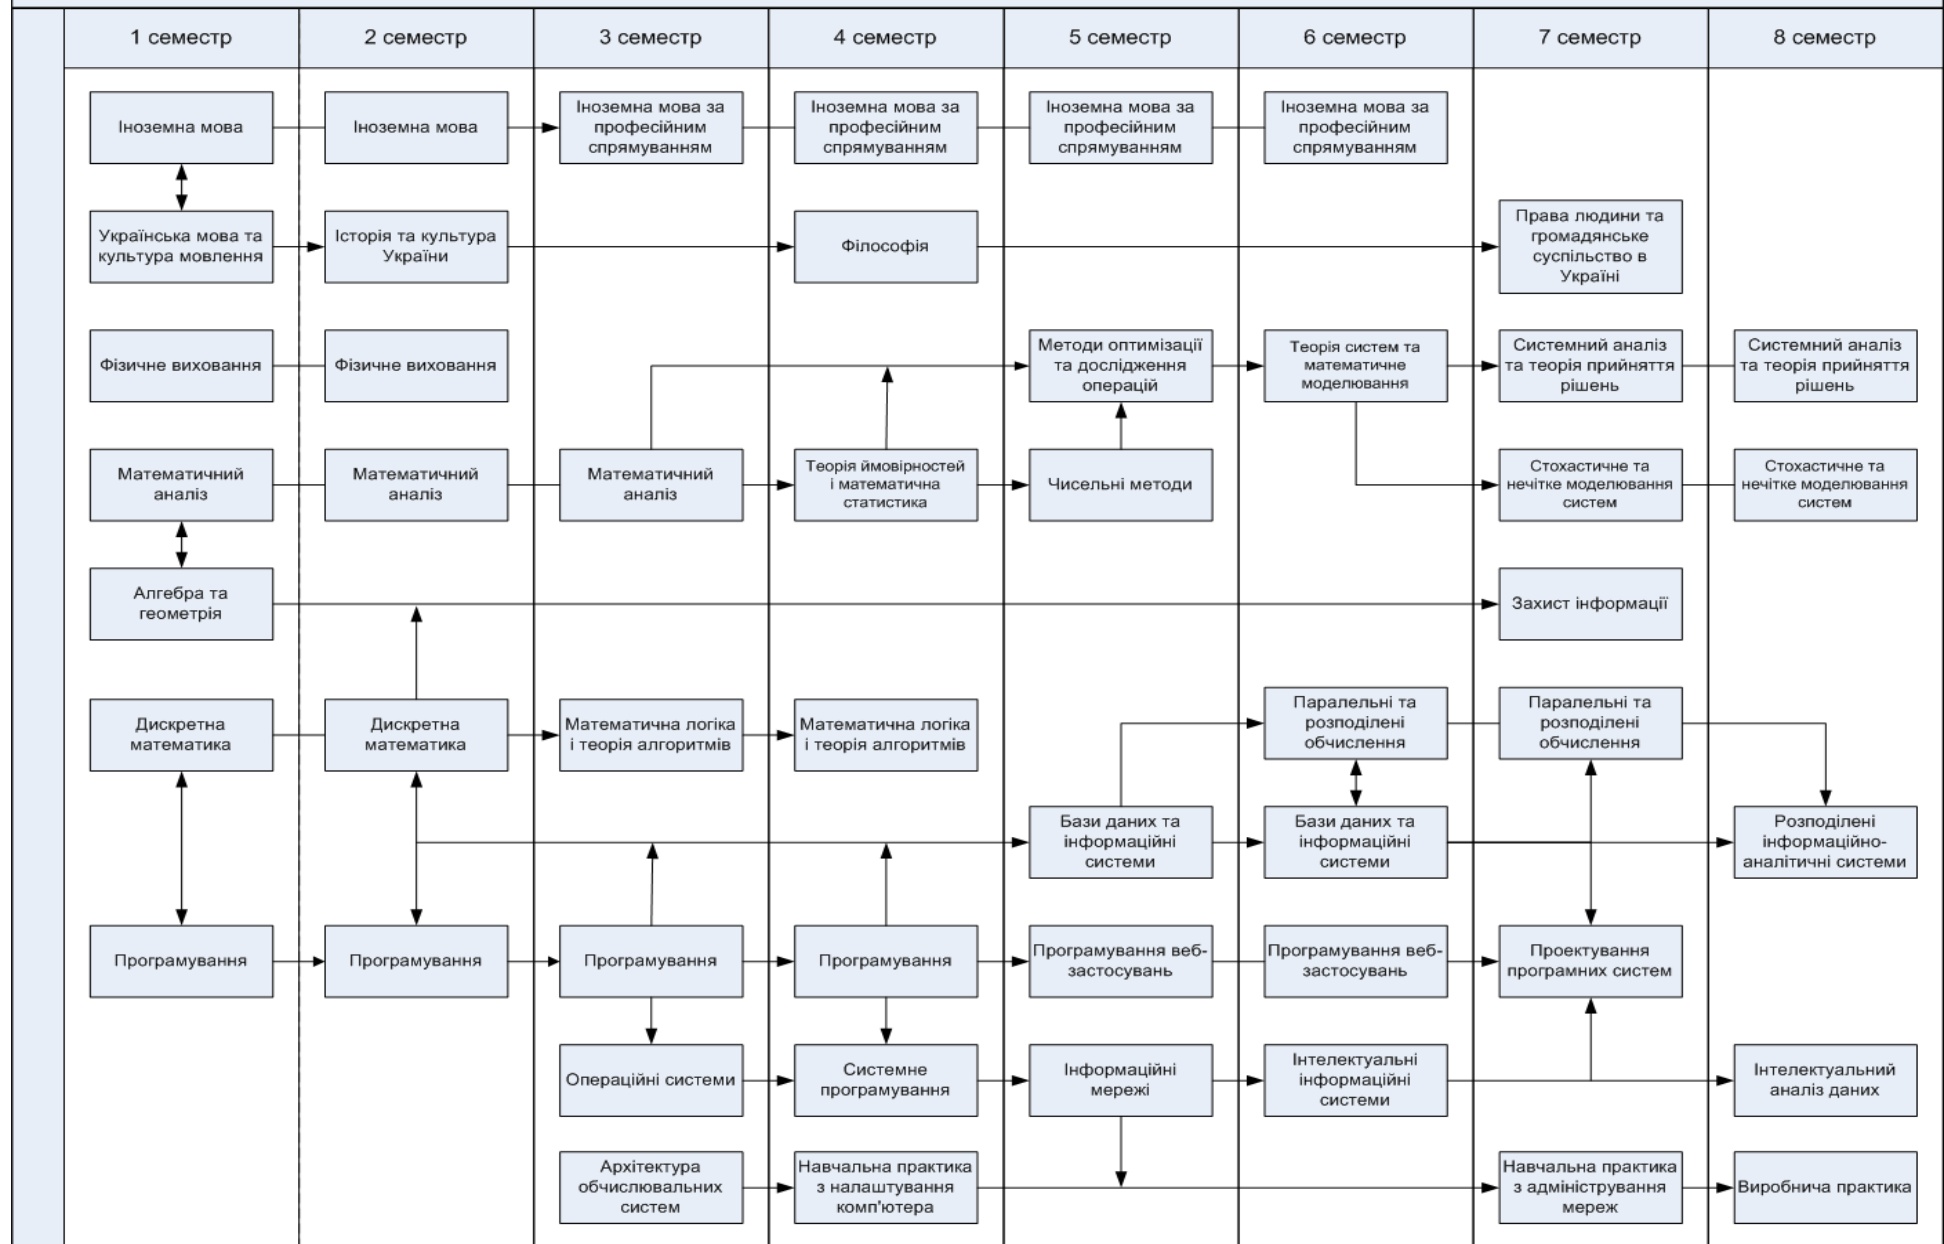 1 семестр
2 семестр
3 семестр
4 семестр
5 семестр
6 семестр
7 семестр
8 семестр
Іноземна мова
Іноземна мова
Іноземна мова за
професійним
спрямуванням
Іноземна мова за
професійним
спрямуванням
Іноземна мова за
професійним
спрямуванням
Іноземна мова за
професійним
спрямуванням
Українська мова та
культура мовлення
Історія та культура
України
Філософія
Права людини та
громадянське
суспільство в
Україні
Фізичне виховання
Фізичне виховання
Методи оптимізації
та дослідження
операцій
Теорія систем та
математичне
моделювання
Системний аналіз
та теорія прийняття
рішень
Системний аналіз
та теорія прийняття
рішень
Математичний
аналіз
Математичний
аналіз
Математичний
аналіз
Теорія ймовірностей
і математична
статистика
Чисельні методи
Стохастичне та
нечітке моделювання
систем
Стохастичне та
нечітке моделювання
систем
Алгебра та
геометрія
Захист інформації
Дискретна
математика
Дискретна
математика
Математична логіка
і теорія алгоритмів
Математична логіка
і теорія алгоритмів
Паралельні та
розподілені
обчислення
Паралельні та
розподілені
обчислення
Бази даних та
інформаційні
системи
Бази даних та
інформаційні
системи
Розподілені
інформаційно-
аналітичні системи
Програмування
Програмування
Програмування
Програмування
Програмування веб-
застосувань
Програмування веб-
застосувань
Проектування
програмних систем
Операційні системи
Системне
програмування
Інформаційні
мережі
Інтелектуальні
інформаційні
системи
Інтелектуальний
аналіз даних
Архітектура
обчислювальних
систем
Навчальна практика
з налаштування
комп'ютера
Навчальна практика
з адміністрування
мереж
Виробнича практика